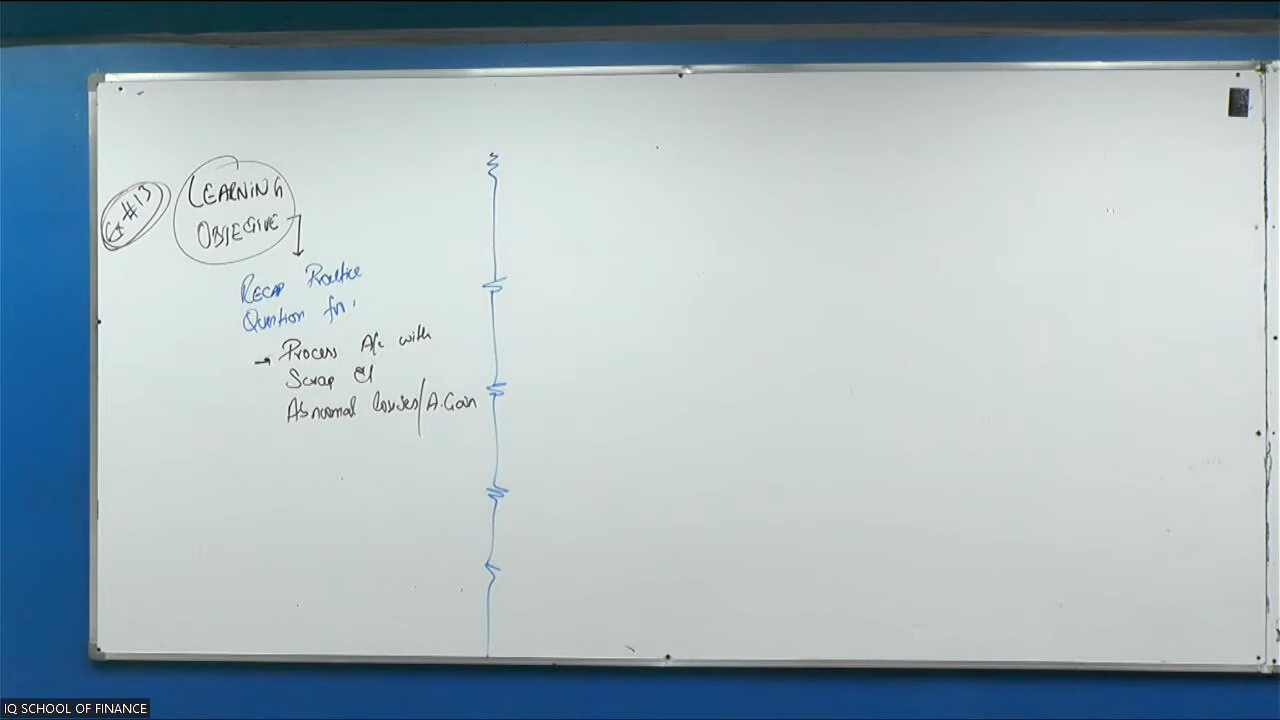 #13
LEARNING
OBJECTIVE
RECAP Practice
Question for:
→ Process A/c with
Scrap &
Abnormal losses/A.Gain
IQ SCHOOL OF FINANCE